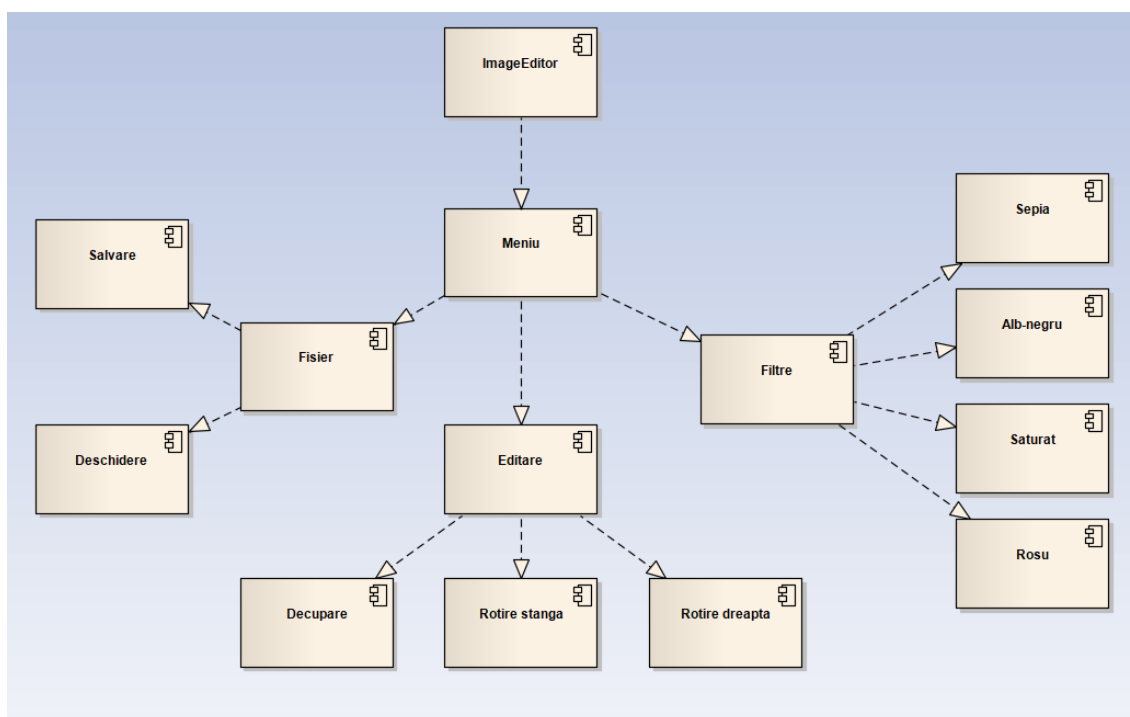 ImageEditor
Meniu
Salvare
Fisier
Deschidere
Editare
Decupare
Rotire stanga
Rotire dreapta
Filtre
Sepia
Alb-negru
Saturat
Rosu